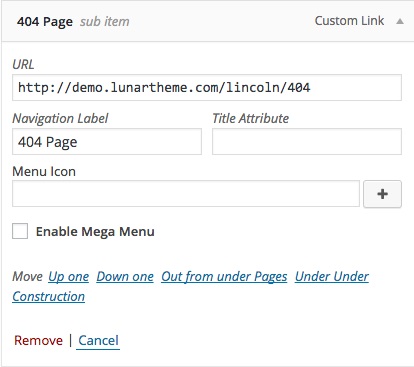 404 Page sub item Custom Link
URL
http://demo.lunartheme.com/lincoln/404
Navigation Label Title Attribute
404 Page
Menu Icon
+
Enable Mega Menu
Move Up one Down one Out from under Pages Under Under
Construction
Remove | Cancel